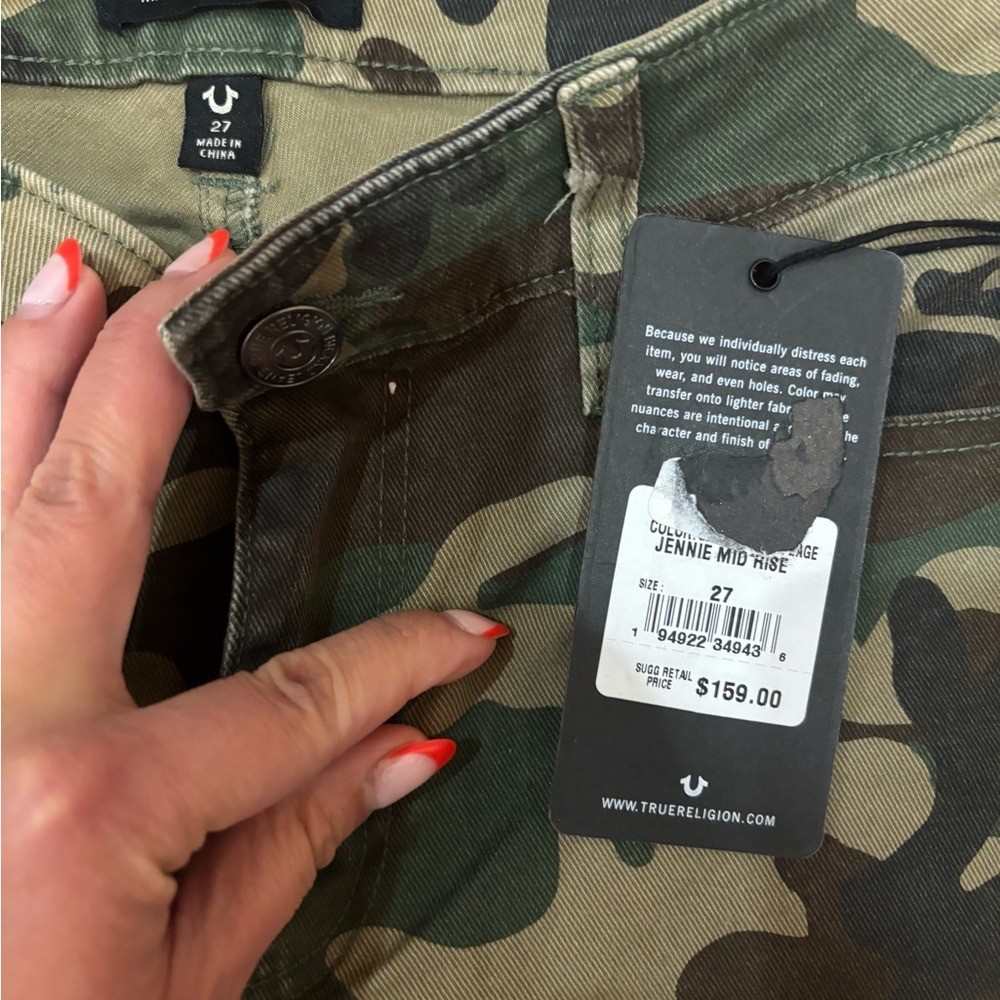 27
MADE IN
CHINA
TRUE RELIGION
Because we individually distress each
item, you will notice areas of fading,
wear, and even holes. Color may
transfer onto lighter
nuances are intentional
character and finish of
JENNIE MID RISE
SIZE: 27
1 94922 34943 6
SUGG RETAIL
PRICE $159.00
WWW.TRUERELIGION.COM